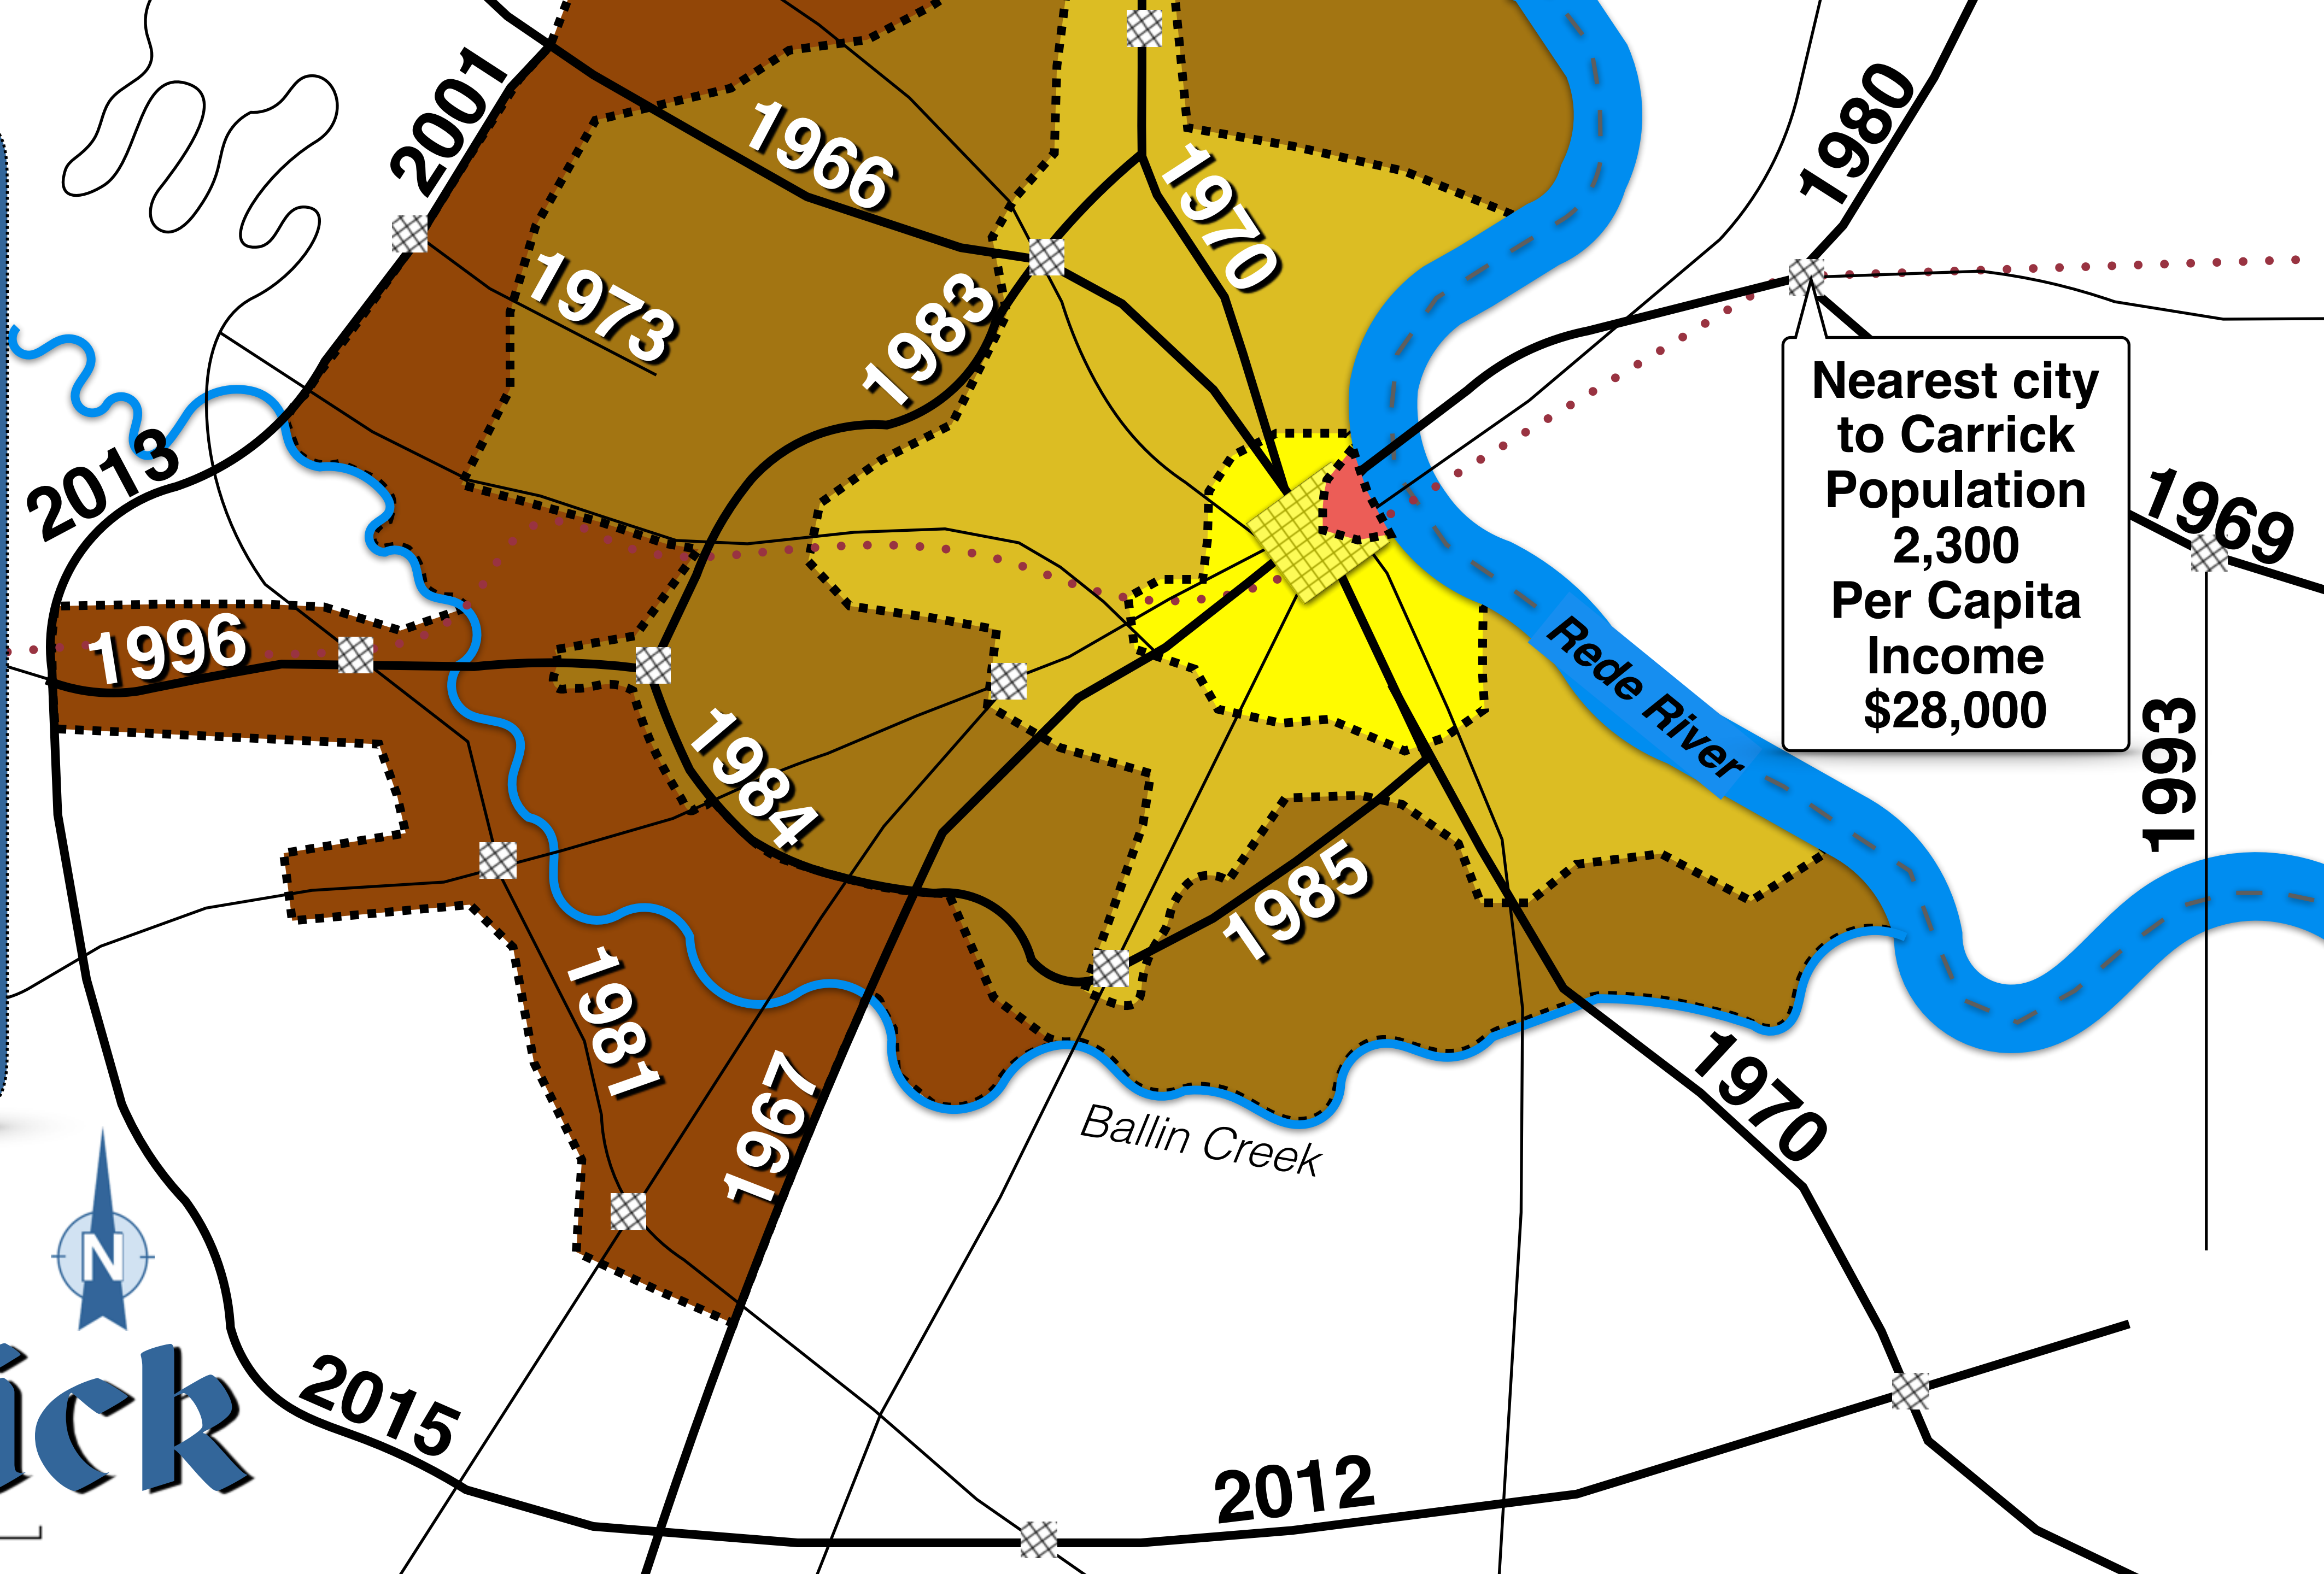 2001
1966
1970
1980
1973
1983
Nearest city
to Carrick
Population
2,300
Per Capita
Income
$28,000
2013
1969
1996
Rede River
1993
1984
1985
1981
1967
1970
Ballin Creek
N
ick
2015
2012